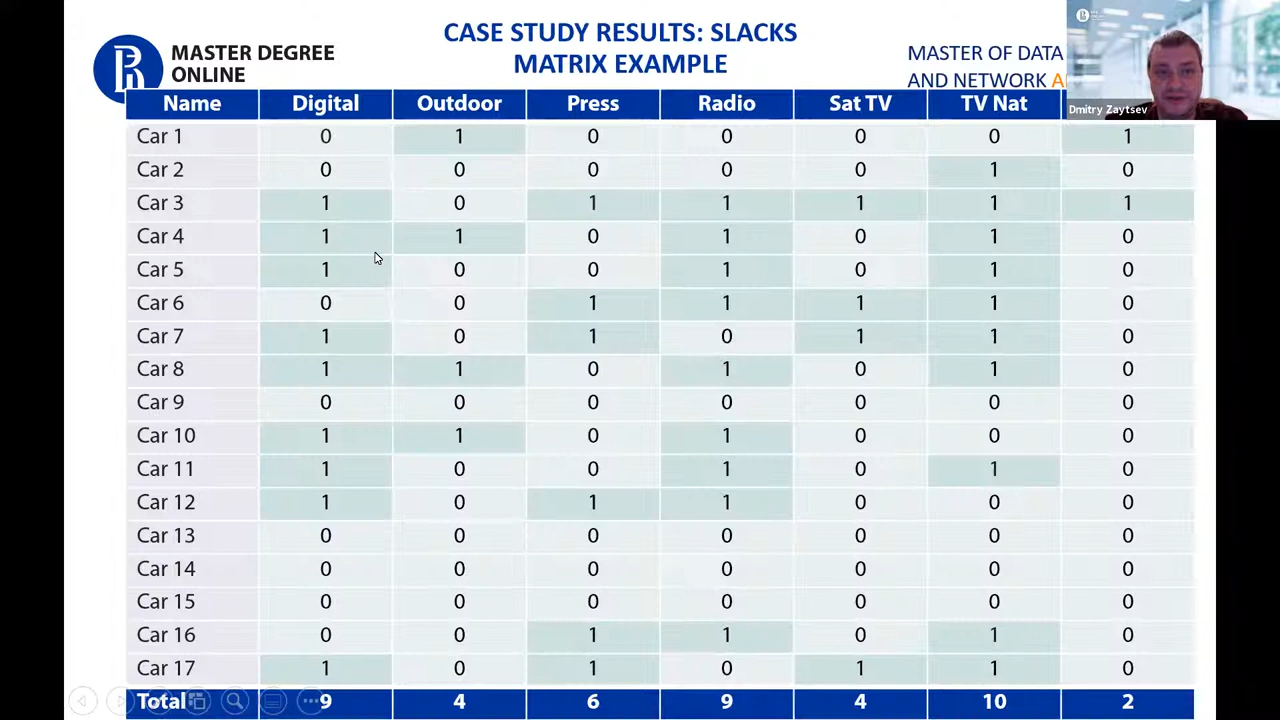 CASE STUDY RESULTS: SLACKS
MATRIX EXAMPLE
MASTER DEGREE
ONLINE
MASTER OF DATA
AND NETWORK
Dmitry Zaytsev
Name Digital Outdoor Press Radio Sat TV TV Nat
Car 1 0 1 0 0 0 0 1
Car 2 0 0 0 0 0 1 0
Car 3 1 0 1 1 1 1 1
Car 4 1 1 0 1 0 1 0
Car 5 1 0 0 1 0 1 0
Car 6 0 0 1 1 1 1 0
Car 7 1 0 1 0 1 1 0
Car 8 1 1 0 1 0 1 0
Car 9 0 0 0 0 0 0 0
Car 10 1 1 0 1 0 0 0
Car 11 1 0 0 1 0 1 0
Car 12 1 0 1 1 0 0 0
Car 13 0 0 0 0 0 0 0
Car 14 0 0 0 0 0 0 0
Car 15 0 0 0 0 0 0 0
Car 16 0 0 1 1 0 1 0
Car 17 1 0 1 0 1 1 0
Total 9 4 6 9 4 10 2